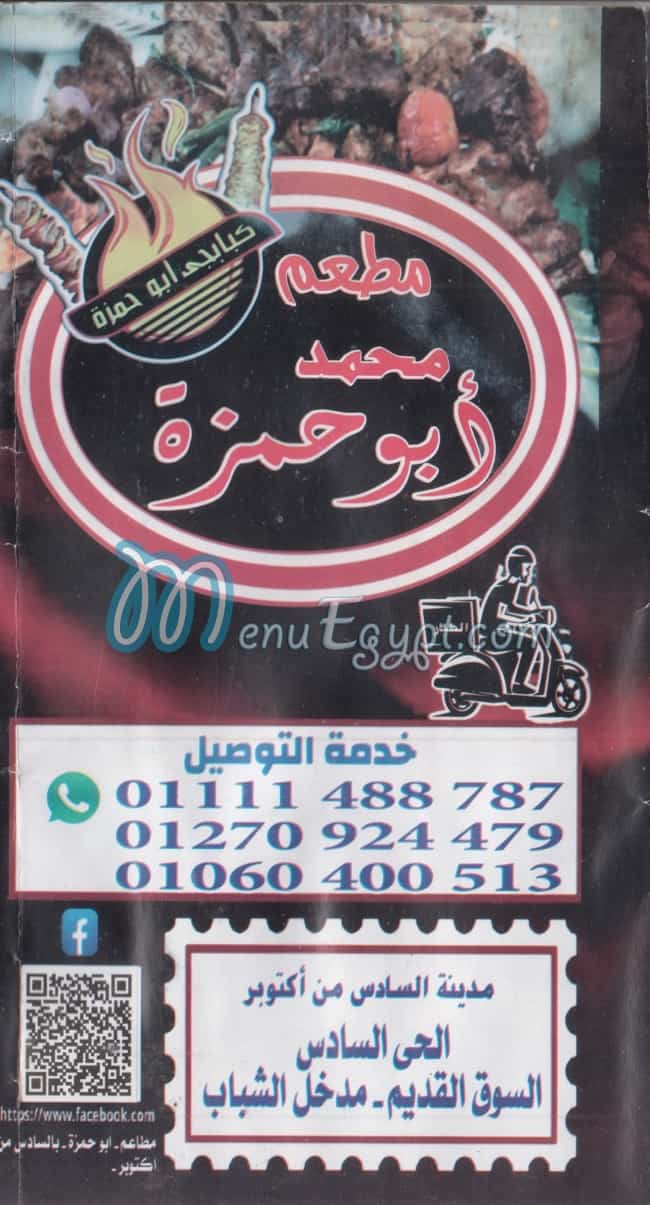 كبابجى ابو حمزة
مطعم
محمد
أبو حمزة
MenuEgypt.com
خدمة التوصيل
01111 488 787
01270 924 479
01060 400 513
مدينة السادس من أكتوبر
الحى السادس
السوق القديم - مدخل الشباب
https://www.facebook.com
مطاعم - ابو حمزة - بالسادس من
اكتوبر -